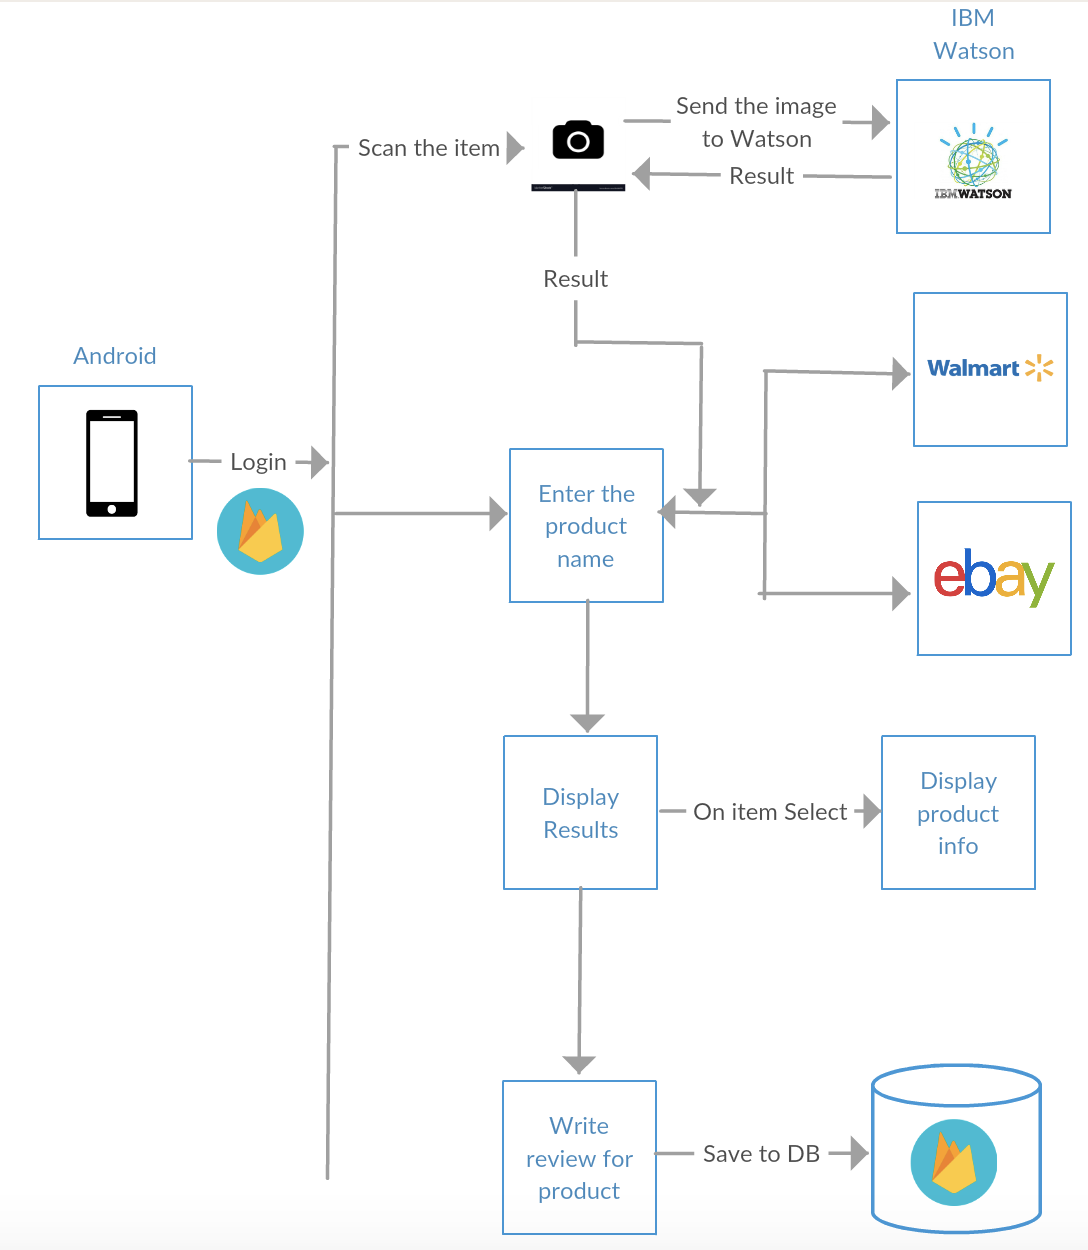 IBM
Watson
Send the image
to Watson
Scan the item
Result
IBMWATSON
Result
Android
Walmart
Login
Enter the
product
name
ebay
Display
Results
On item Select
Display
product
info
Write
review for
product
Save to DB